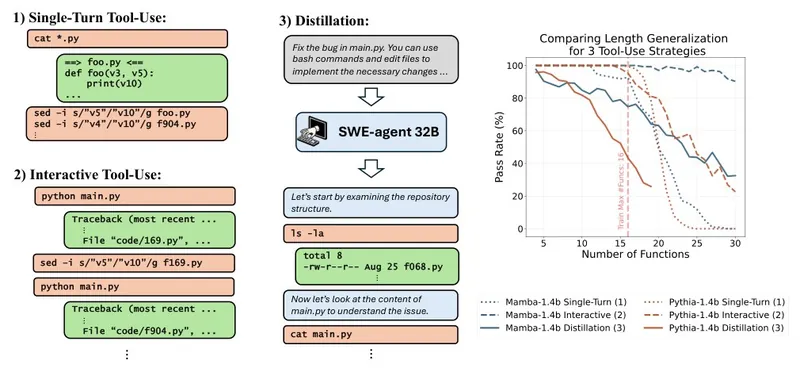 1) Single-Turn Tool-Use:
cat *.py
==> foo.py <==
def foo(v3, v5):
print(v10)
...
sed -i s/"v5"/"v10"/g foo.py
sed -i s/"v4"/"v10"/g f904.py
⋮
2) Interactive Tool-Use:
python main.py
Traceback (most recent ...
⋮
File "code/169.py", ...
sed -i s/"v5"/"v10"/g f169.py
python main.py
Traceback (most recent ...
⋮
File "code/f904.py", ...
⋮
3) Distillation:
Fix the bug in main.py. You can use
bash commands and edit files to
implement the necessary changes ...
SWE-agent 32B
Let's start by examining the repository
structure.
ls -la
total 8
-rw-r--r-- Aug 25 f068.py
⋮
Now let's look at the content of
main.py to understand the issue.
cat main.py
⋮
Comparing Length Generalization
for 3 Tool-Use Strategies
Pass Rate (%)
100
80
60
40
20
0
Train Max #Funcs: 16
5 10 15 20 25 30
Number of Functions
Mamba-1.4b Single-Turn (1)
Mamba-1.4b Interactive (2)
Mamba-1.4b Distillation (3)
Pythia-1.4b Single-Turn (1)
Pythia-1.4b Interactive (2)
Pythia-1.4b Distillation (3)